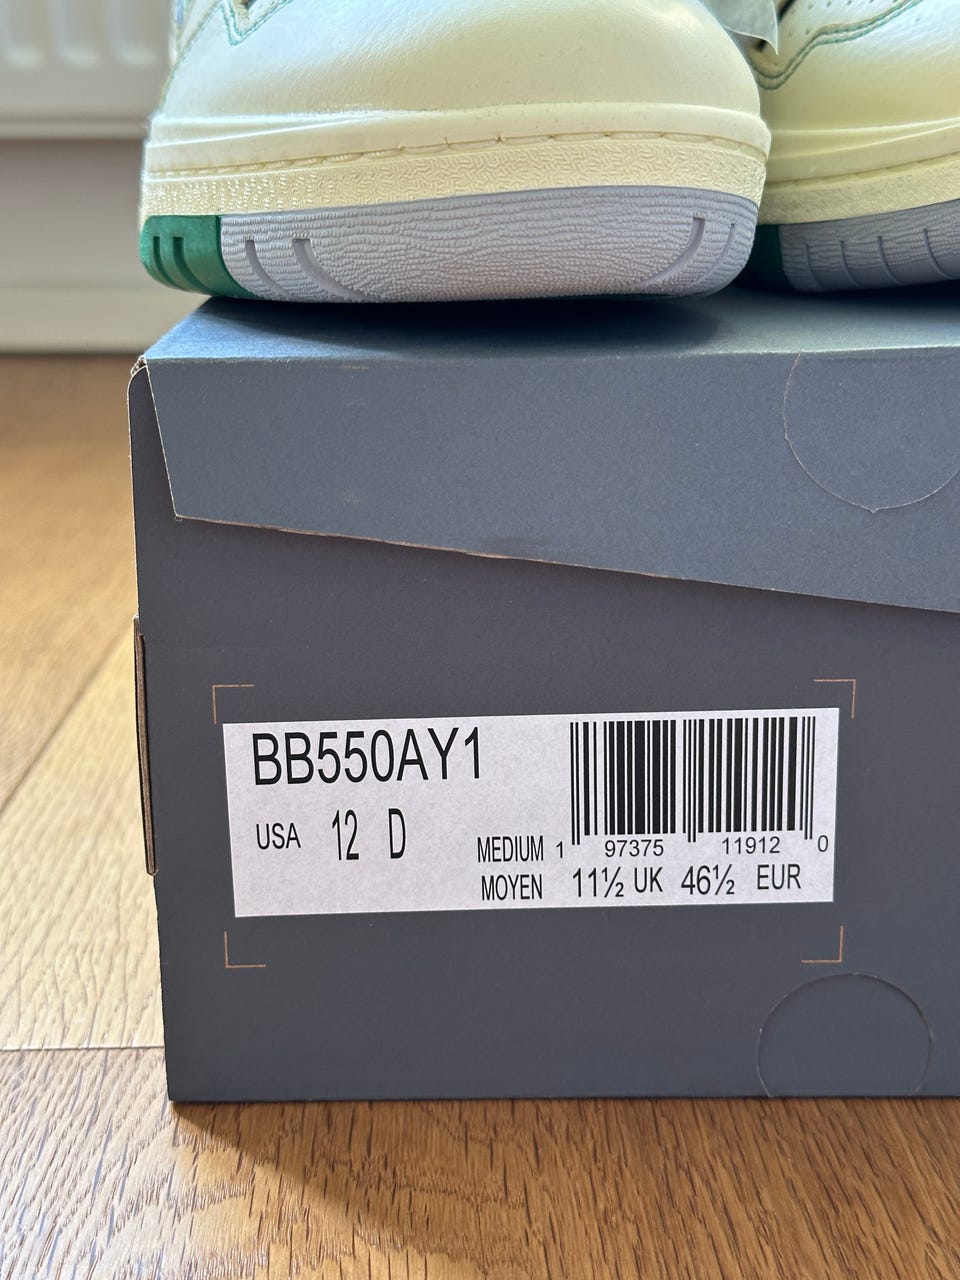 BB550AY1
USA 12 D
MEDIUM 1 97375 11912 0
MOYEN 11½ UK 46½ EUR